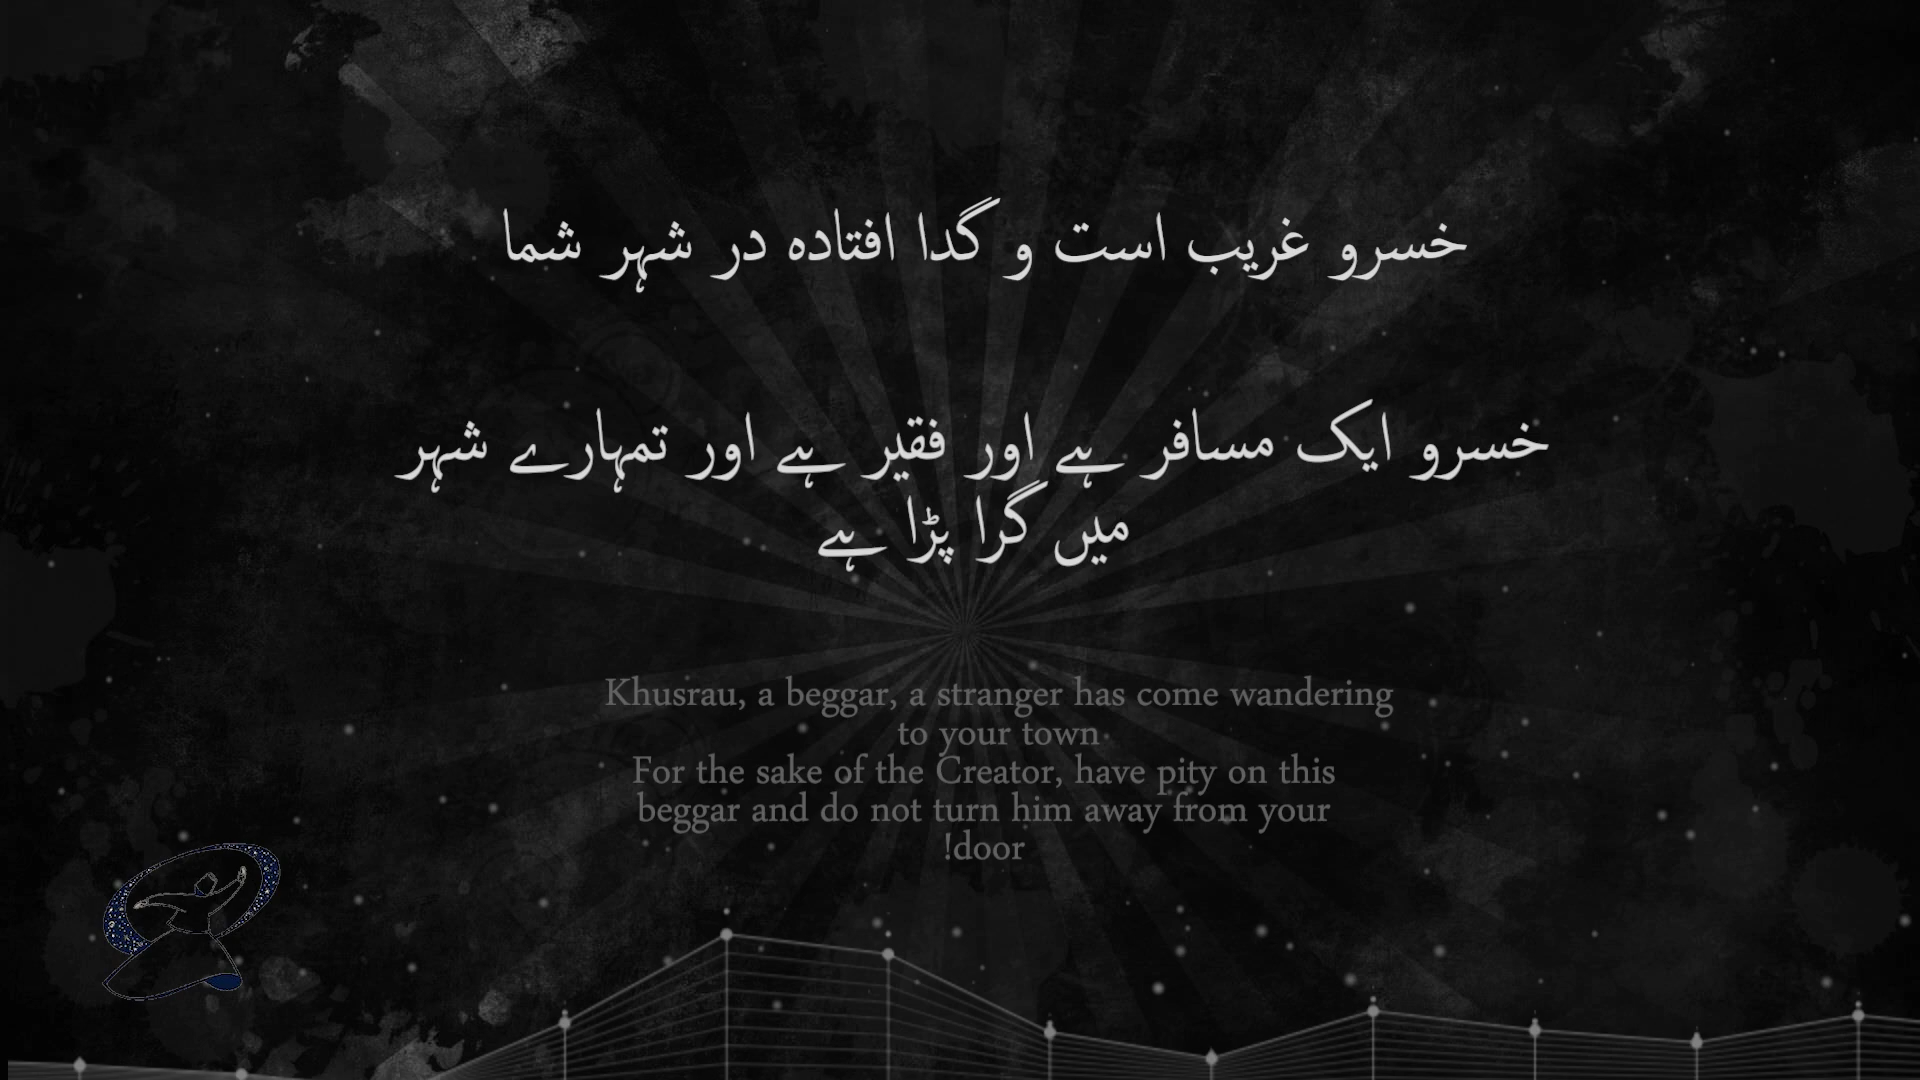 خسرو غریب است و گدا افتاده در شہر شما
خسرو ایک مسافر ہے اور فقیر ہے اور تمہارے شہر
میں گرا پڑا ہے
Khusrau, a beggar, a stranger has come wandering
to your town
For the sake of the Creator, have pity on this
beggar and do not turn him away from your
!door